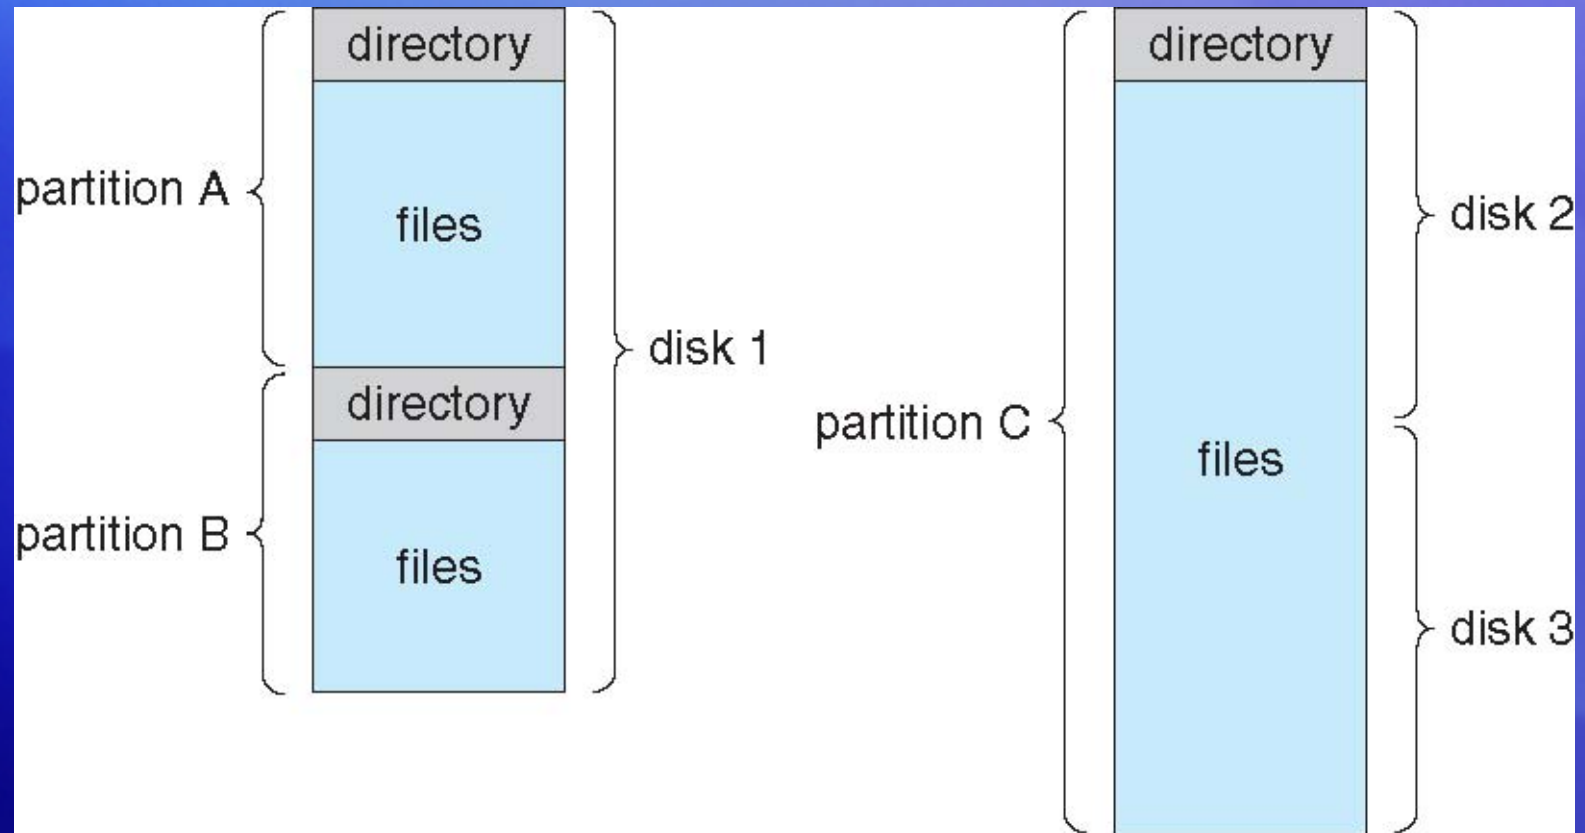 directory
partition A
files
disk 1
directory
partition B
files
directory
disk 2
partition C
files
disk 3